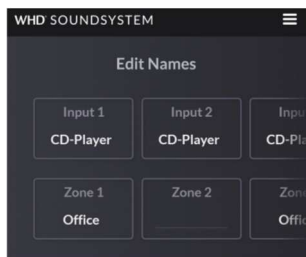 WHD SOUNDSYSTEM
Edit Names
Input 1 Input 2
CD-Player CD-Player
Zone 1 Zone 2
Office